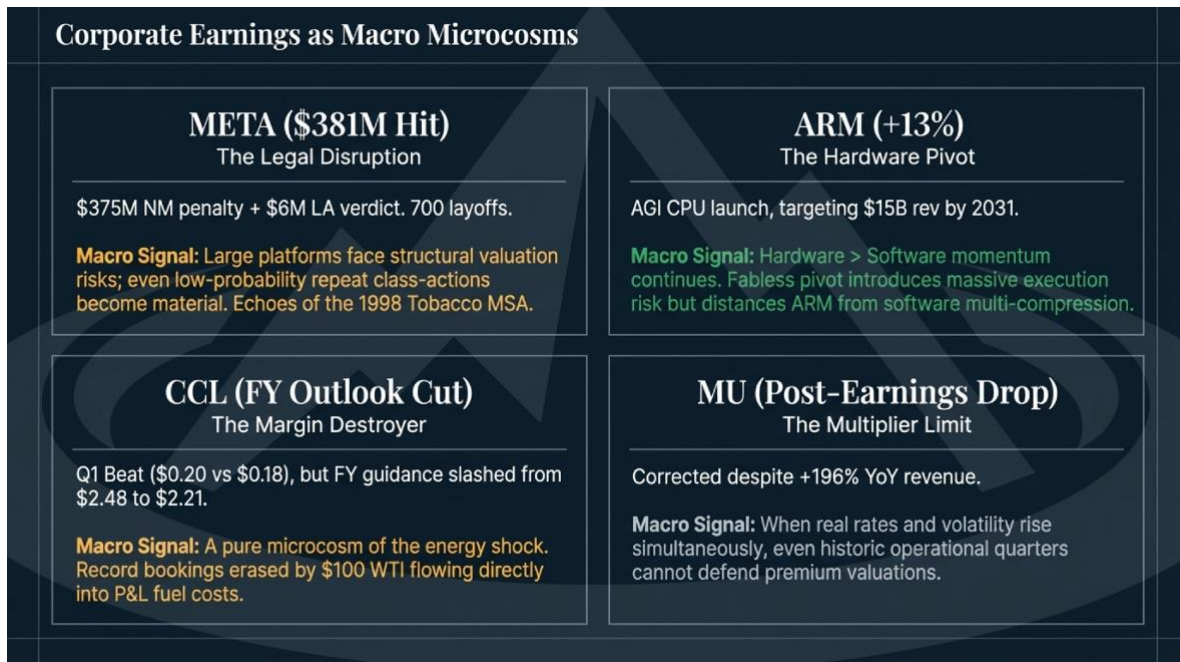 Corporate Earnings as Macro Microcosms
META ($381M Hit)
The Legal Disruption
$375M NM penalty + $6M LA verdict. 700 layoffs.
Macro Signal: Large platforms face structural valuation
risks; even low-probability repeat class-actions
become material. Echoes of the 1998 Tobacco MSA.
ARM (+13%)
The Hardware Pivot
AGI CPU launch, targeting $15B rev by 2031.
Macro Signal: Hardware > Software momentum
continues. Fabless pivot introduces massive execution
risk but distances ARM from software multi-compression.
CCL (FY Outlook Cut)
The Margin Destroyer
Q1 Beat ($0.20 vs $0.18), but FY guidance slashed from
$2.48 to $2.21.
Macro Signal: A pure microcosm of the energy shock.
Record bookings erased by $100 WTI flowing directly
into P&L fuel costs.
MU (Post-Earnings Drop)
The Multiplier Limit
Corrected despite +196% YoY revenue.
Macro Signal: When real rates and volatility rise
simultaneously, even historic operational quarters
cannot defend premium valuations.